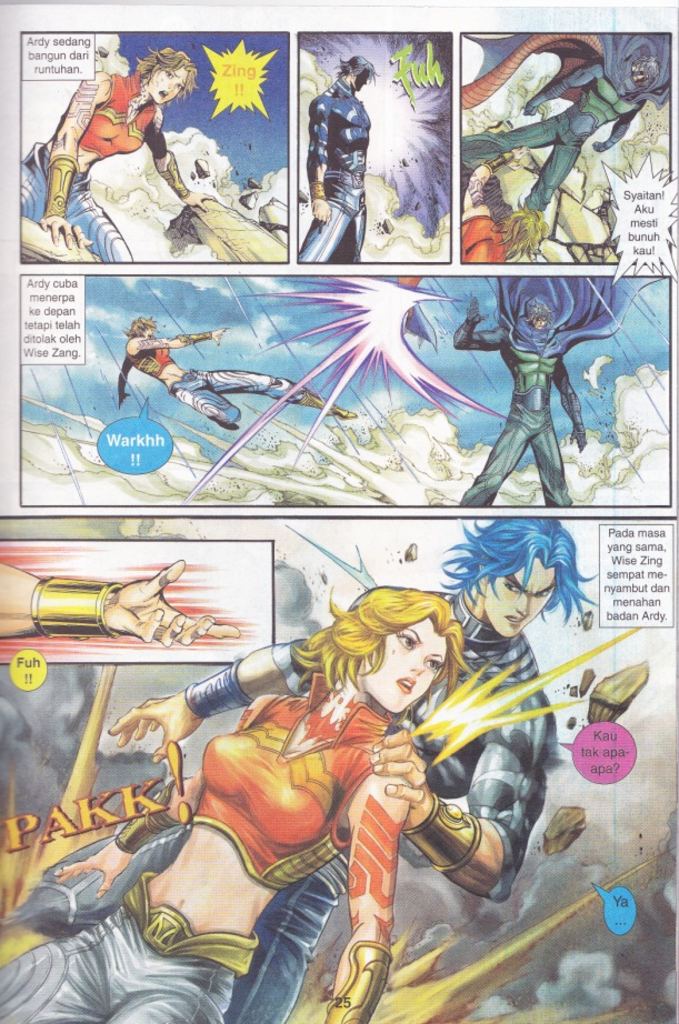 Ardy sedang
bangun dari
runtuhan.
Zing
!!
Fuh
Syaitan!
Aku
mesti
bunuh
kau!
Ardy cuba
menerpa
ke depan
tetapi telah
ditolak oleh
Wise Zang.
Warkhh
!!
Pada masa
yang sama,
Wise Zing
sempat me-
nyambut dan
menahan
badan Ardy.
Fuh
!!
Kau
tak apa-
apa?
PAKK!
Ya
...
25